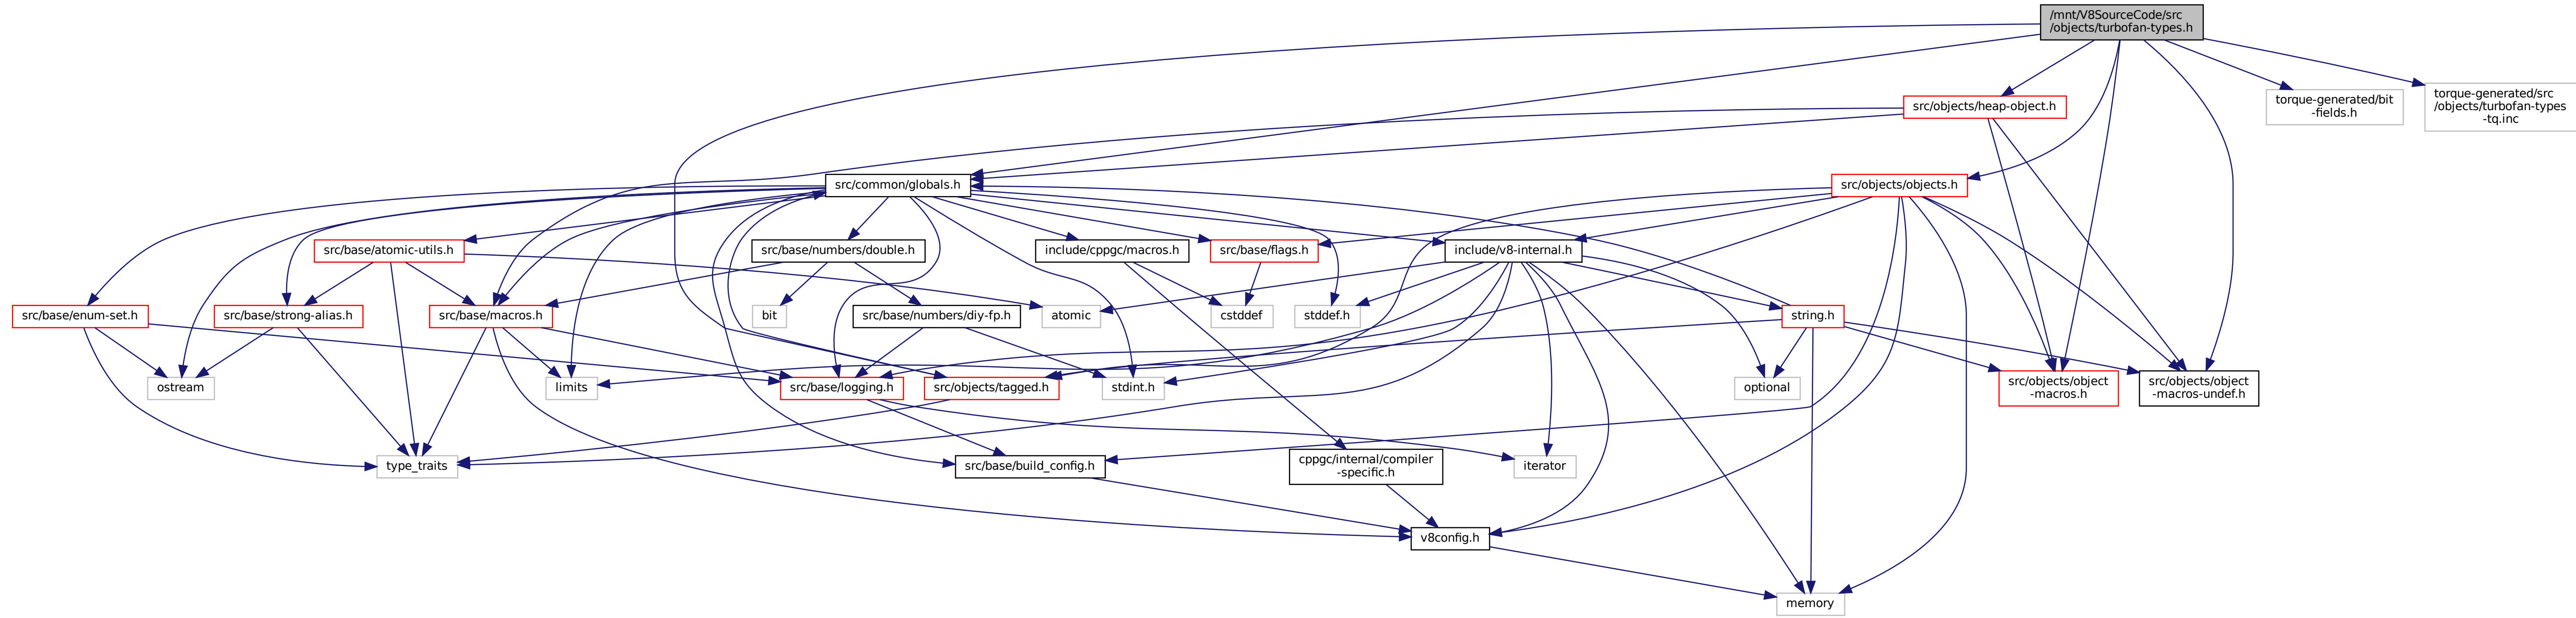 /mnt/V8SourceCode/src
/objects/turbofan-types.h
src/objects/heap-object.h
torque-generated/bit
-fields.h
torque-generated/src
/objects/turbofan-types
-tq.inc
src/common/globals.h
src/objects/objects.h
src/base/atomic-utils.h
src/base/numbers/double.h
include/cppgc/macros.h
src/base/flags.h
include/v8-internal.h
src/base/enum-set.h
src/base/strong-alias.h
src/base/macros.h
bit
src/base/numbers/diy-fp.h
atomic
cstddef
stddef.h
string.h
ostream
limits
src/base/logging.h
src/objects/tagged.h
stdint.h
optional
src/objects/object
-macros.h
src/objects/object
-macros-undef.h
type_traits
src/base/build_config.h
cppgc/internal/compiler
-specific.h
iterator
v8config.h
memory